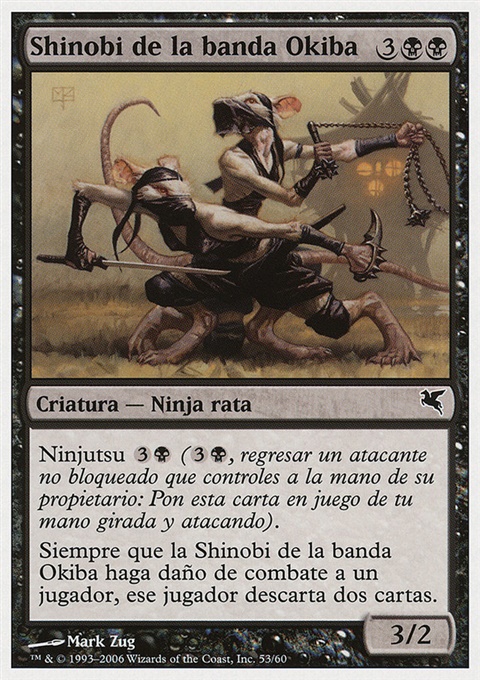 Shinobi de la banda Okiba 3
Criatura — Ninja rata
Ninjutsu 3 (3, regresar un atacante
no bloqueado que controles a la mano de su
propietario: Pon esta carta en juego de tu
mano girada y atacando).
Siempre que la Shinobi de la banda
Okiba haga daño de combate a un
jugador, ese jugador descarta dos cartas.
Mark Zug
3/2
™ & © 1993–2006 Wizards of the Coast, Inc. 53/60